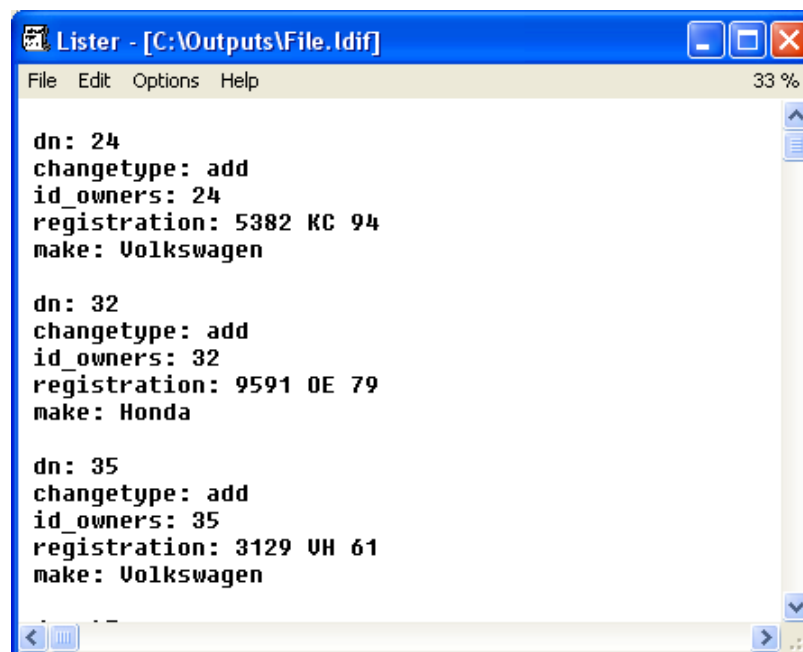 Lister - [C:\Outputs\File.ldif]
File Edit Options Help 33 %
dn: 24
changetype: add
id_owners: 24
registration: 5382 KC 94
make: Volkswagen
dn: 32
changetype: add
id_owners: 32
registration: 9591 OE 79
make: Honda
dn: 35
changetype: add
id_owners: 35
registration: 3129 VH 61
make: Volkswagen